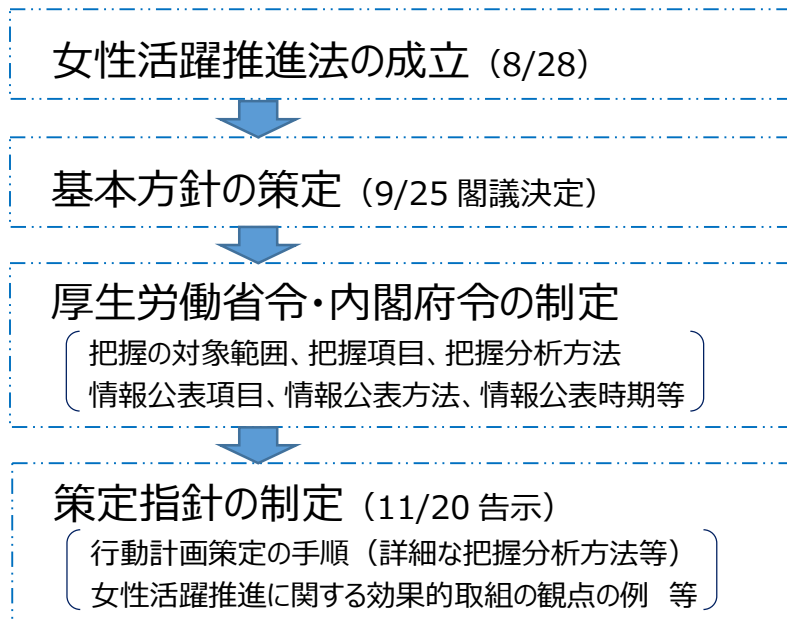 女性活躍推進法の成立（8/28）
基本方針の策定（9/25 閣議決定）
厚生労働省令・内閣府令の制定
把握の対象範囲、把握項目、把握分析方法
情報公表項目、情報公表方法、情報公表時期等
策定指針の制定（11/20 告示）
行動計画策定の手順（詳細な把握分析方法等）
女性活躍推進に関する効果的取組の観点の例　等